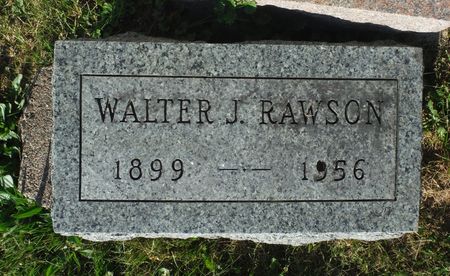 WALTER J. RAWSON
1899 — — 1956